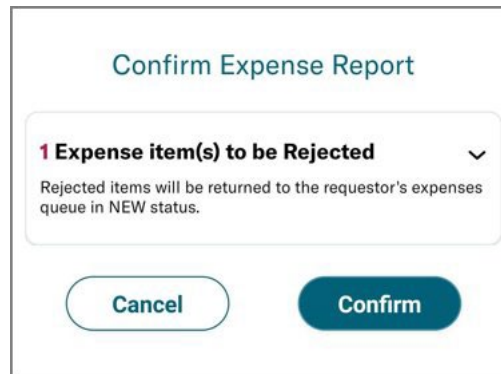 Confirm Expense Report
1 Expense item(s) to be Rejected
Rejected items will be returned to the requestor's expenses
queue in NEW status.
Cancel
Confirm